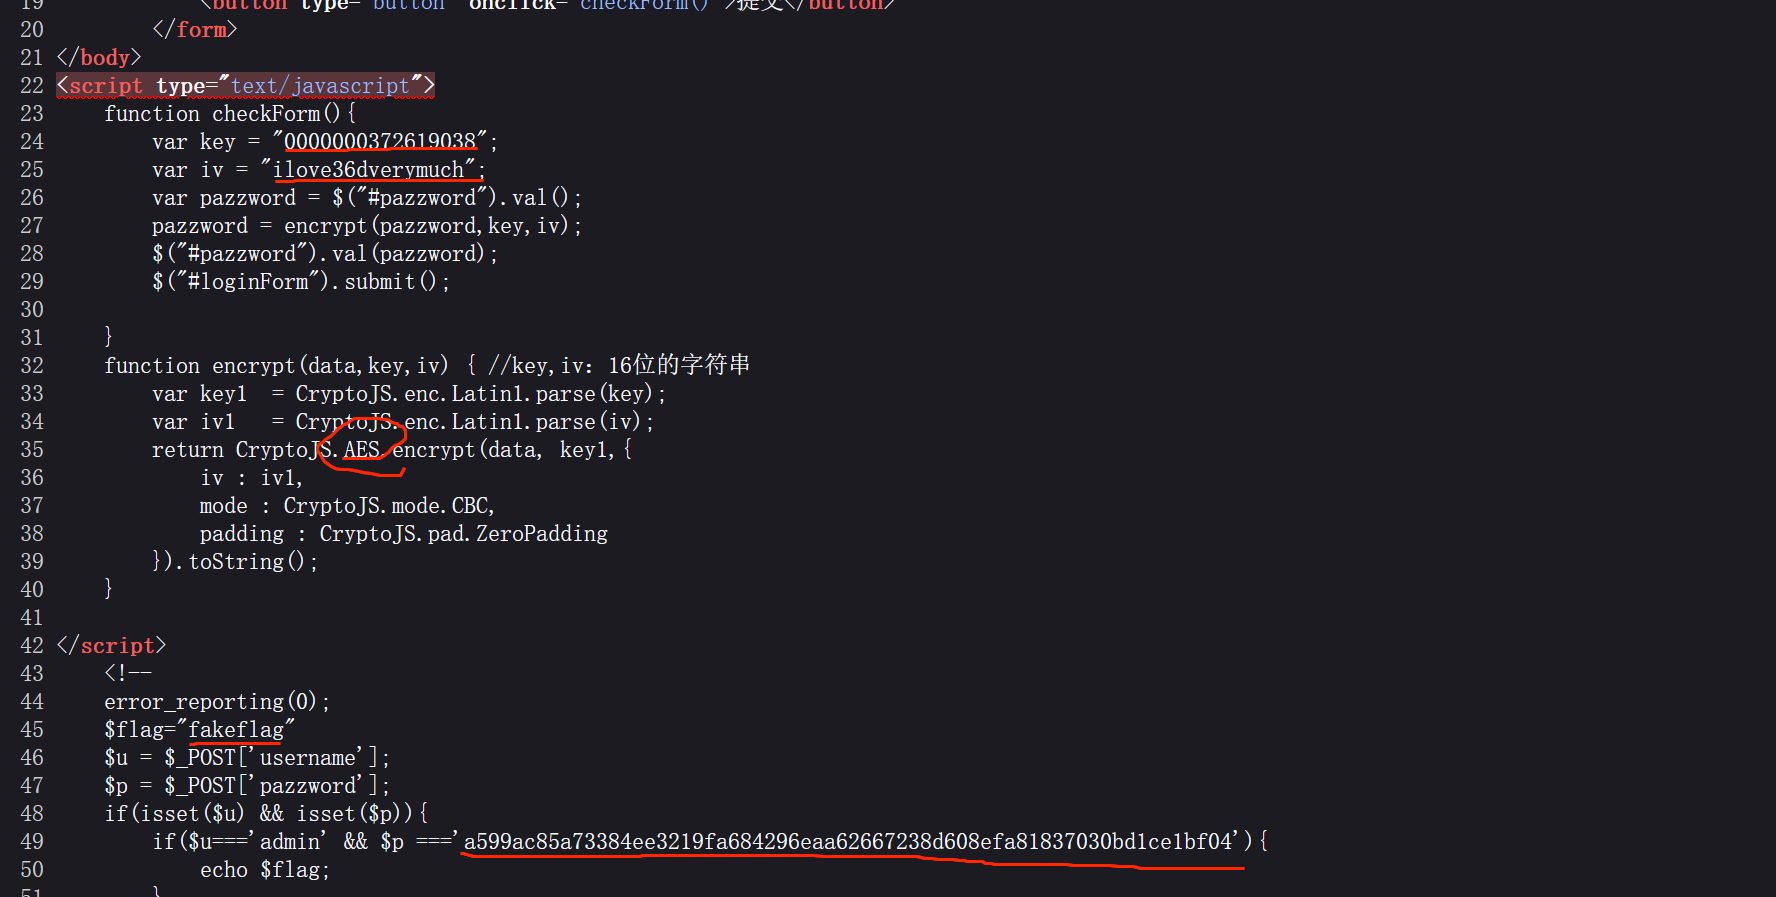 19 <button type="button" onclick="checkForm()">提交</button>
20 </form>
21 </body>
22 <script type="text/javascript">
23 function checkForm(){
24 var key = "0000000372619038";
25 var iv = "ilove36dverymuch";
26 var pazzword = $("#pazzword").val();
27 pazzword = encrypt(pazzword,key,iv);
28 $("#pazzword").val(pazzword);
29 $("#loginForm").submit();
30
31 }
32 function encrypt(data,key,iv) { //key,iv：16位的字符串
33 var key1  = CryptoJS.enc.Latin1.parse(key);
34 var iv1   = CryptoJS.enc.Latin1.parse(iv);
35 return CryptoJS.AES.encrypt(data, key1,{
36 iv : iv1,
37 mode : CryptoJS.mode.CBC,
38 padding : CryptoJS.pad.ZeroPadding
39 }).toString();
40 }
41
42 </script>
43 <!--
44 error_reporting(0);
45 $flag="fakeflag"
46 $u = $_POST['username'];
47 $p = $_POST['pazzword'];
48 if(isset($u) && isset($p)){
49 if($u==='admin' && $p ==='a599ac85a73384ee3219fa684296eaa62667238d608efa81837030bd1ce1bf04'){
50 echo $flag;
51 }